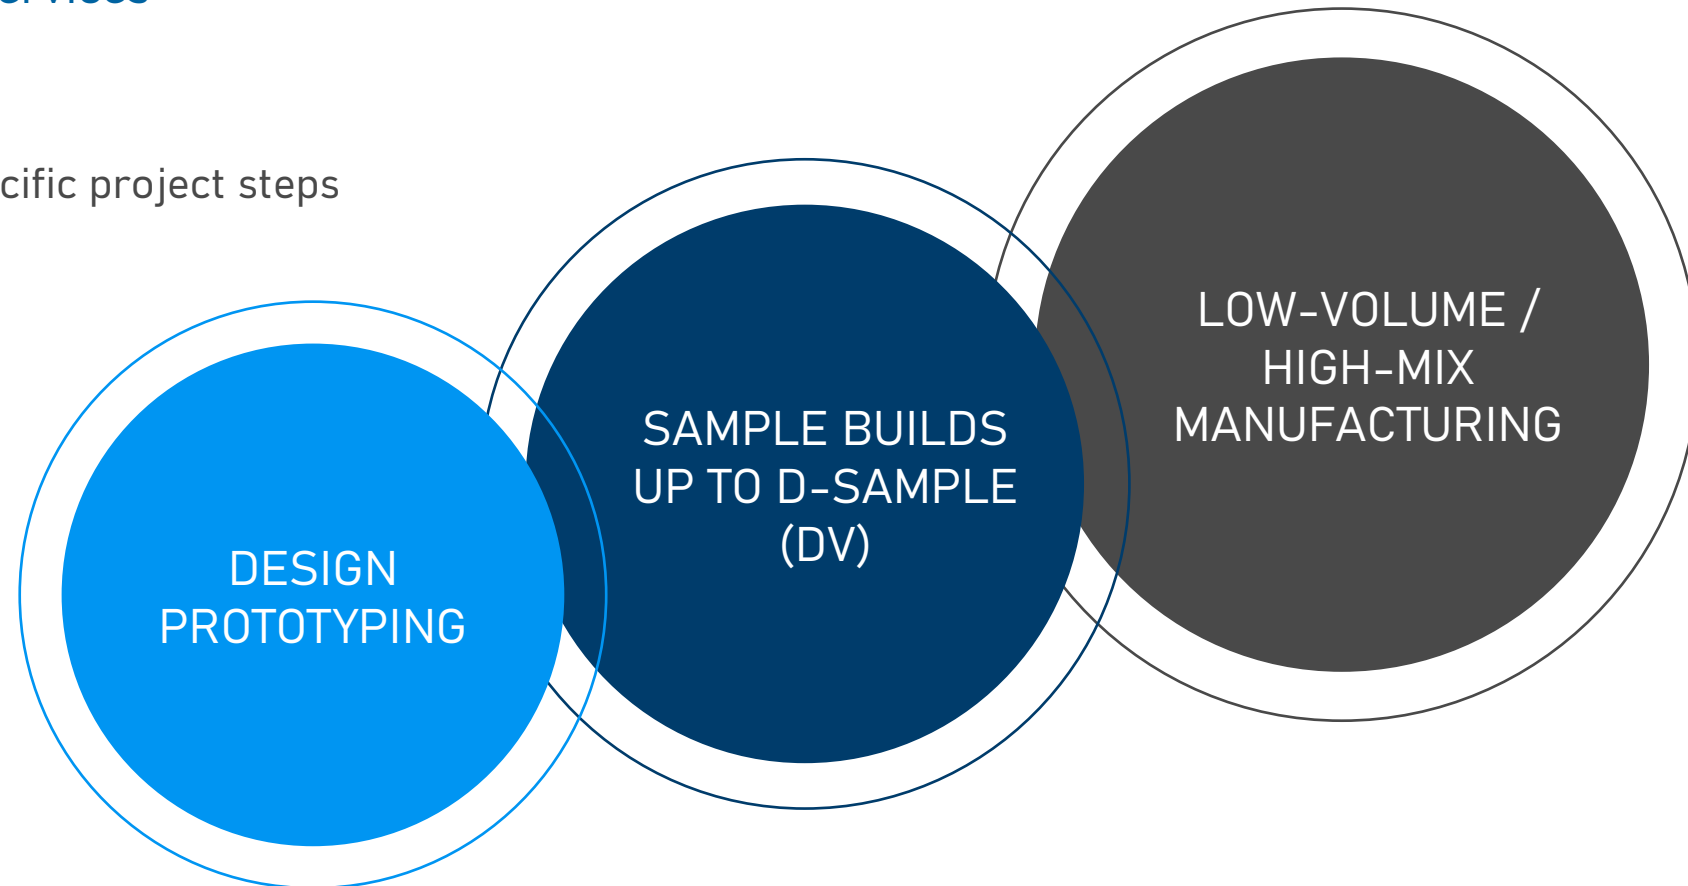 cific project steps
LOW-VOLUME /
HIGH-MIX
MANUFACTURING
SAMPLE BUILDS
UP TO D-SAMPLE
(DV)
DESIGN
PROTOTYPING